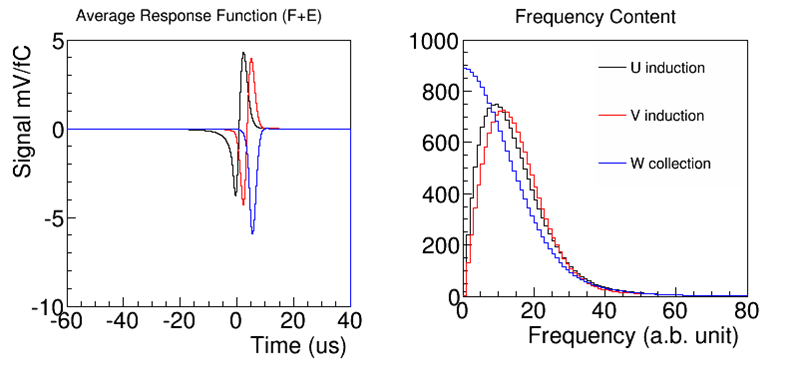 Average Response Function (F+E)
Signal mV/fC
5
0
-5
-10
-60 -40 -20 0 20 40
Time (us)
Frequency Content
1000
800
600
400
200
0
0 20 40 60 80
Frequency (a.b. unit)
U induction
V induction
W collection